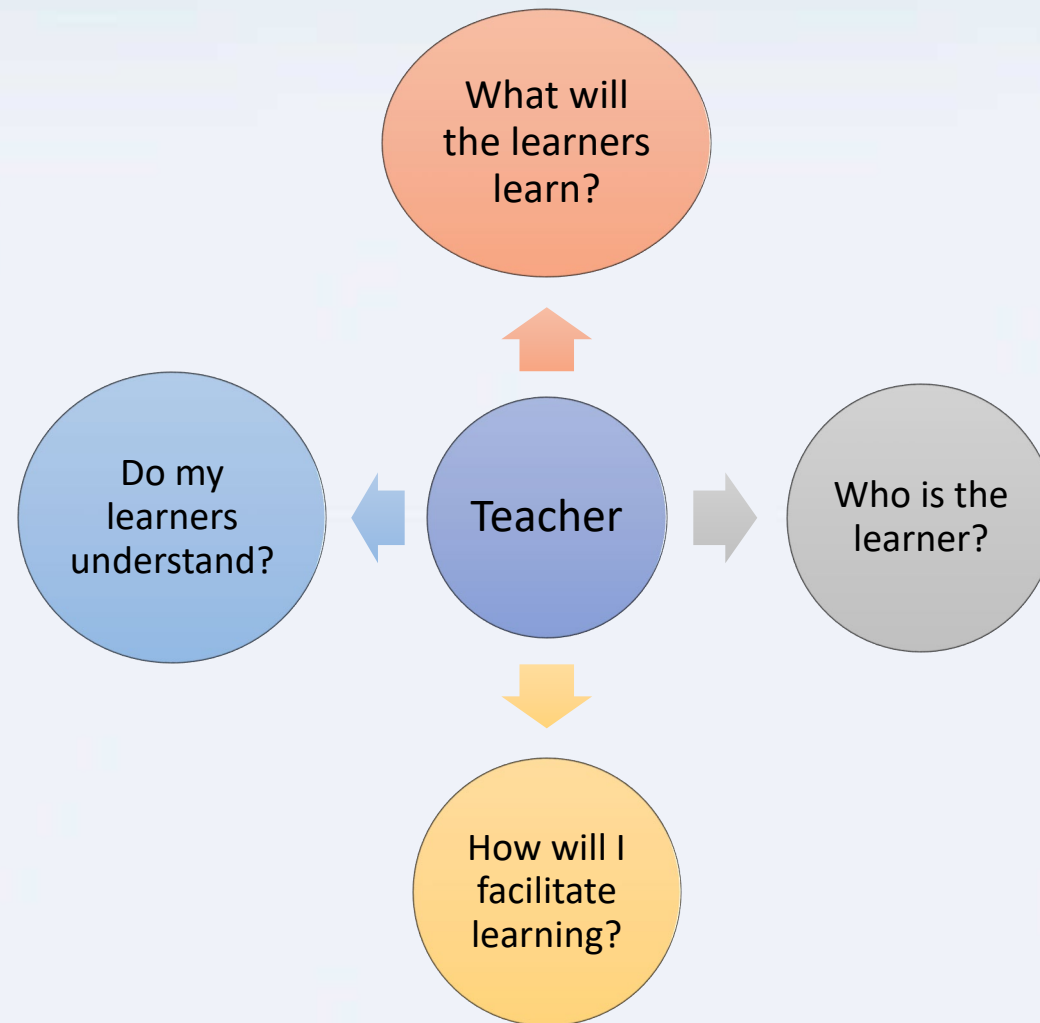 What will
the learners
learn?
Do my
learners
understand?
Teacher
Who is the
learner?
How will I
facilitate
learning?